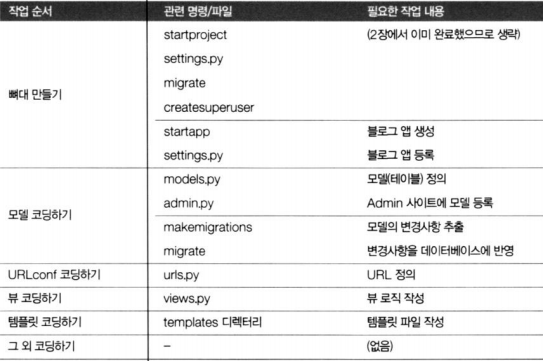 작업 순서 관련 명령/파일 필요한 작업 내용
뼈대 만들기 startproject (2장에서 이미 완료했으므로 생략)
settings.py
migrate
createsuperuser
startapp 블로그 앱 생성
settings.py 블로그 앱 등록
모델 코딩하기 models.py 모델(테이블) 정의
admin.py Admin 사이트에 모델 등록
makemigrations 모델의 변경사항 추출
migrate 변경사항을 데이터베이스에 반영
URLconf 코딩하기 urls.py URL 정의
뷰 코딩하기 views.py 뷰 로직 작성
템플릿 코딩하기 templates 디렉터리 템플릿 파일 작성
그 외 코딩하기 – (없음)